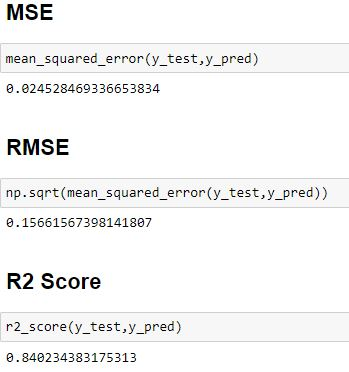 MSE
mean_squared_error(y_test,y_pred)
0.024528469336653834
RMSE
np.sqrt(mean_squared_error(y_test,y_pred))
0.15661567398141807
R2 Score
r2_score(y_test,y_pred)
0.840234383175313